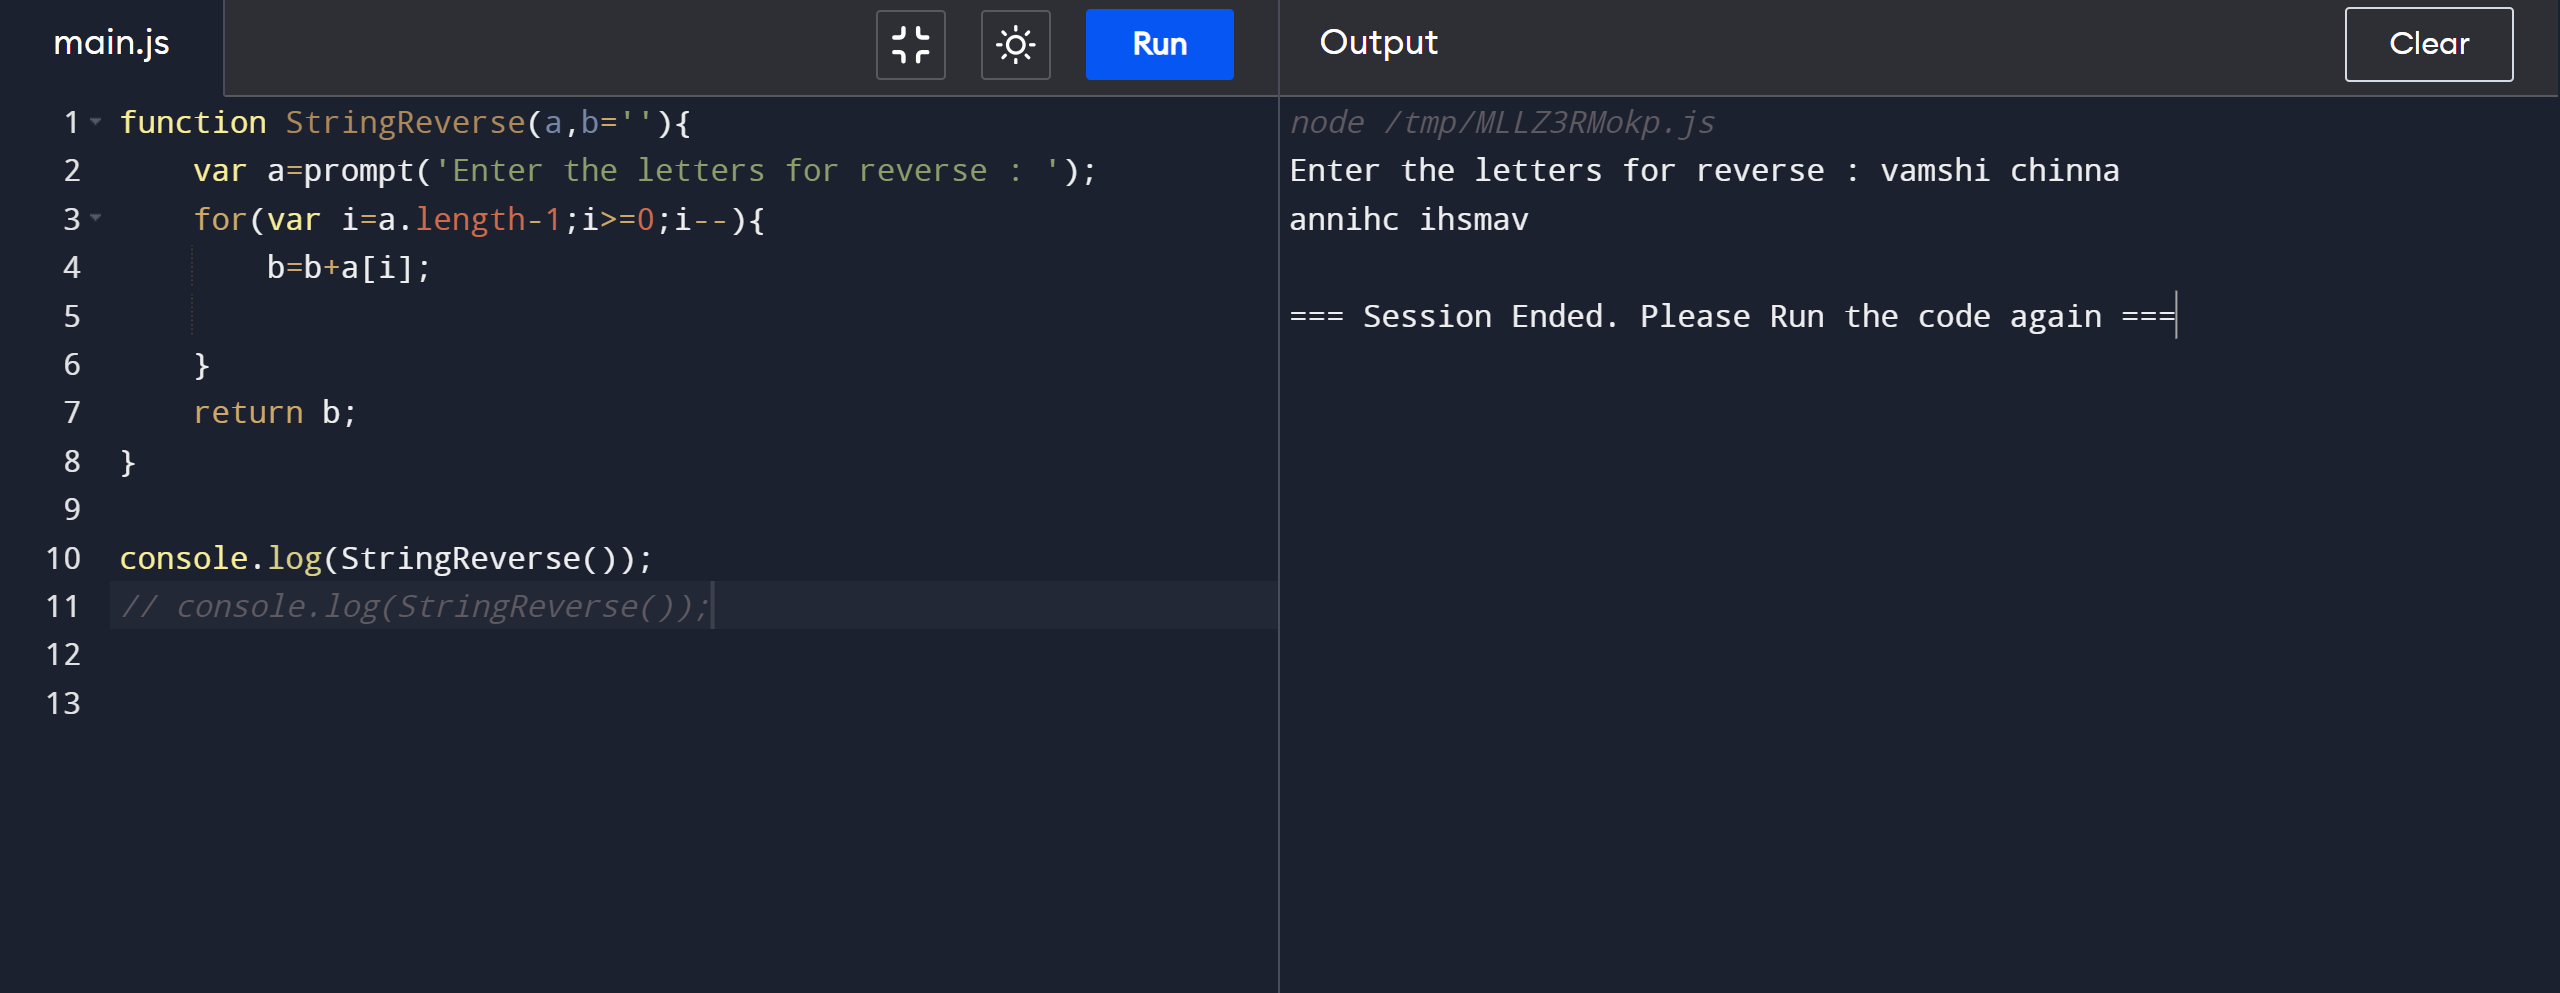 main.js
Run
Output
Clear
1 function StringReverse(a,b=''){
2     var a=prompt('Enter the letters for reverse : ');
3     for(var i=a.length-1;i>=0;i--){
4         b=b+a[i];
5
6     }
7     return b;
8 }
9
10 console.log(StringReverse());
11 // console.log(StringReverse());
12
13
node /tmp/MLLZ3RMokp.js
Enter the letters for reverse : vamshi chinna
annihc ihsmav
=== Session Ended. Please Run the code again ===